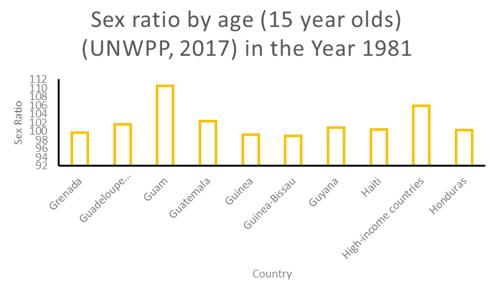 Sex ratio by age (15 year olds)
(UNWPP, 2017) in the Year 1981
112
110
108
106
104
102
100
98
96
94
92
Sex Ratio
Grenada
Guadeloupe...
Guam
Guatemala
Guinea
Guinea-Bissau
Guyana
Haiti
High-income countries
Honduras
Country